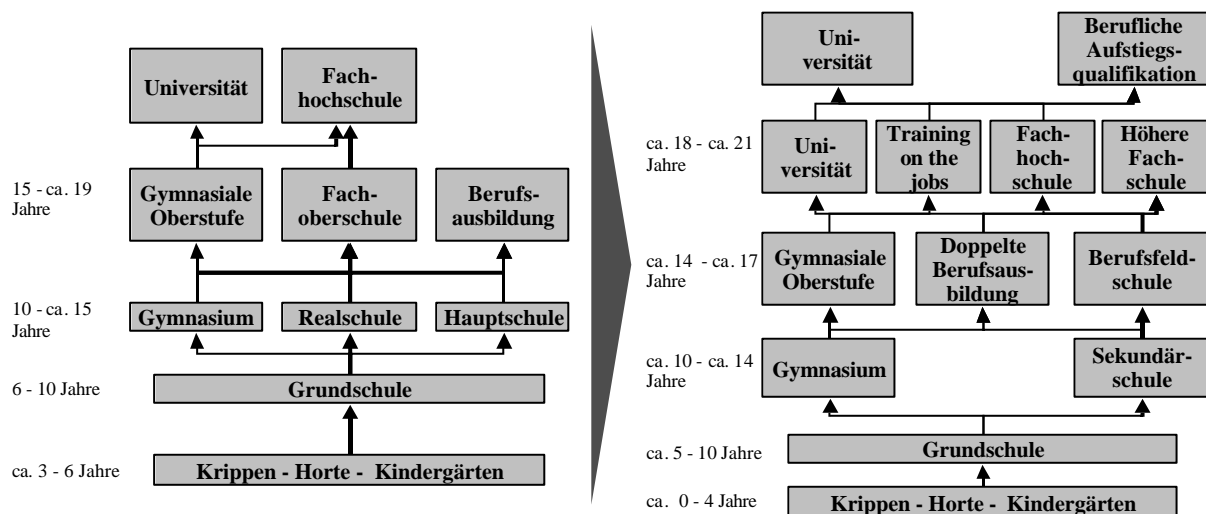 Universität
Fach-
hochschule
15 - ca. 19
Jahre
Gymnasiale
Oberstufe
Fach-
oberschule
Berufs-
ausbildung
10 - ca. 15
Jahre
Gymnasium
Realschule
Hauptschule
6 - 10 Jahre
Grundschule
ca. 3 - 6 Jahre
Krippen - Horte - Kindergärten
Uni-
versität
Berufliche
Aufstiegs-
qualifikation
ca. 18 - ca. 21
Jahre
Uni-
versität
Training
on the
jobs
Fach-
hoch-
schule
Höhere
Fach-
schule
ca. 14 - ca. 17
Jahre
Gymnasiale
Oberstufe
Doppelte
Berufsaus-
bildung
Berufsfeld-
schule
ca. 10 - ca. 14
Jahre
Gymnasium
Sekundär-
schule
ca. 5 - 10 Jahre
Grundschule
ca. 0 - 4 Jahre
Krippen - Horte - Kindergärten